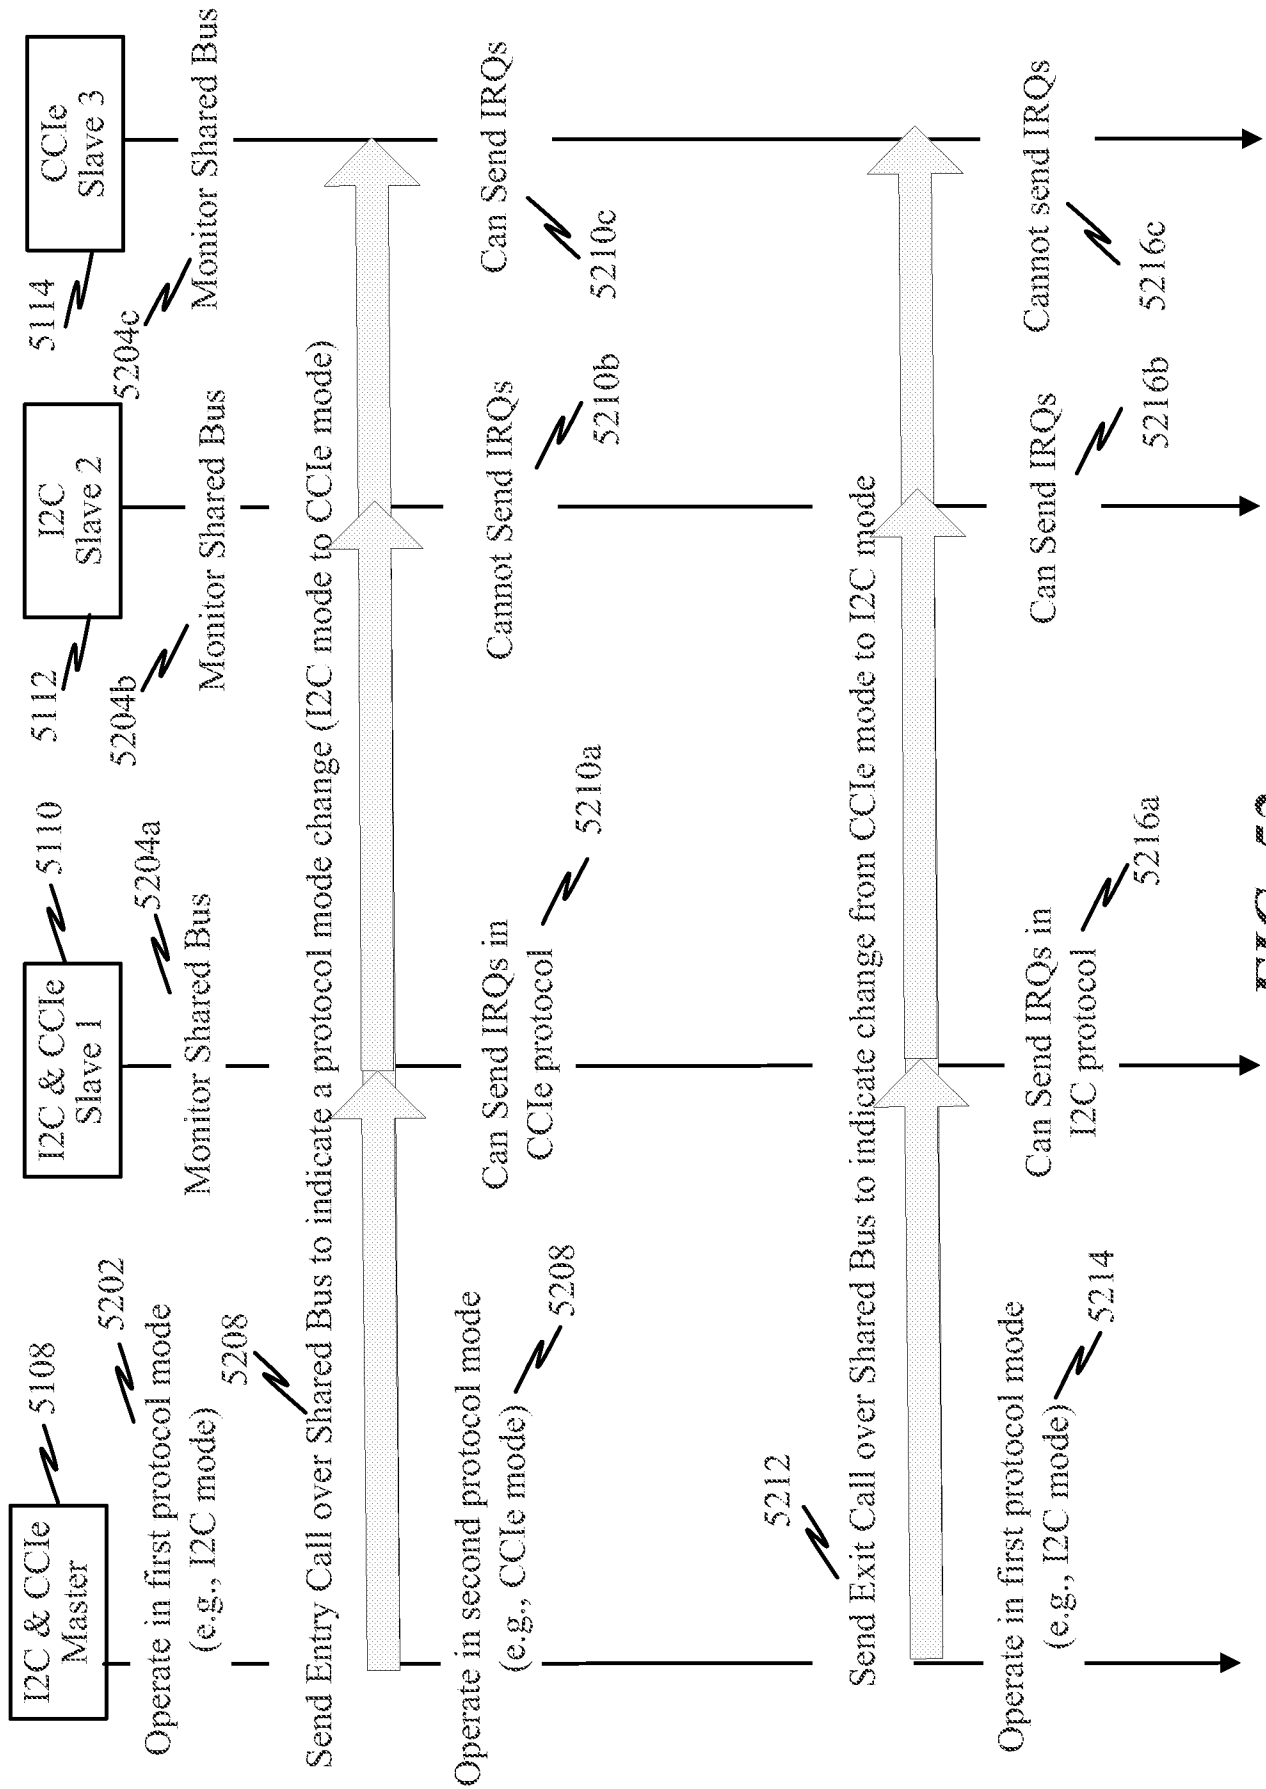 I2C & CCIe
Master
5108
I2C & CCIe
Slave 1
5110
I2C
Slave 2
5112
CCIe
Slave 3
5114
5202
Operate in first protocol mode
(e.g., I2C mode)
5204a
Monitor Shared Bus
5204b
Monitor Shared Bus
5204c
Monitor Shared Bus
5208
Send Entry Call over Shared Bus to indicate a protocol mode change (I2C mode to CCIe mode)
Operate in second protocol mode
(e.g., CCIe mode)
5208
Can Send IRQs in
CCIe protocol
5210a
Cannot Send IRQs
5210b
Can Send IRQs
5210c
5212
Send Exit Call over Shared Bus to indicate change from CCIe mode to I2C mode
Operate in first protocol mode
(e.g., I2C mode)
5214
Can Send IRQs in
I2C protocol
5216a
Can Send IRQs
5216b
Cannot send IRQs
5216c